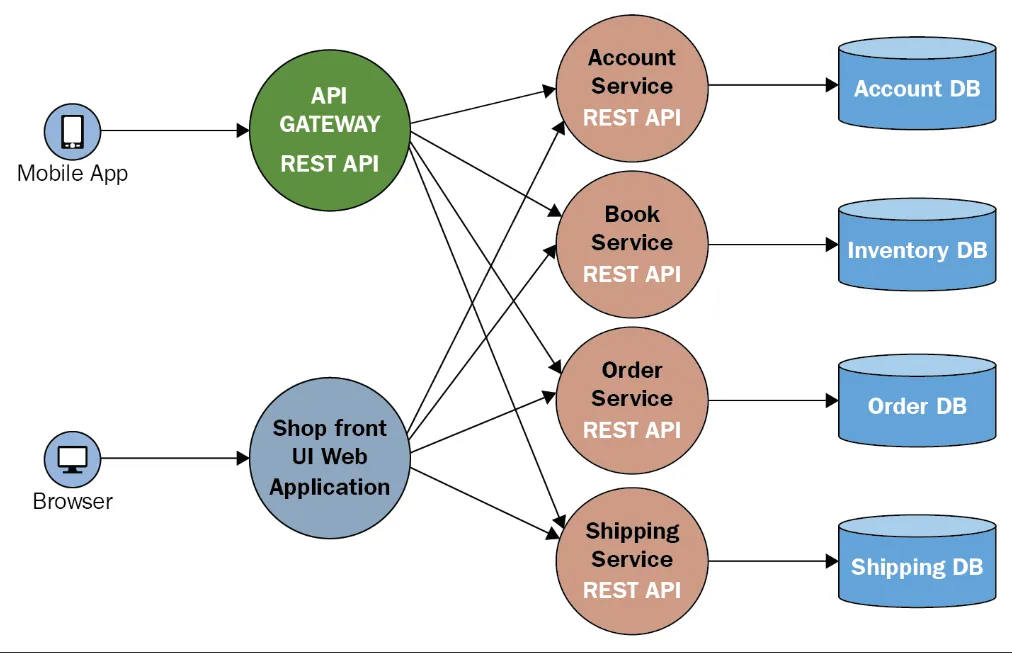 Mobile App
API
GATEWAY
REST API
Account
Service
REST API
Account DB
Book
Service
REST API
Inventory DB
Browser
Shop front
UI Web
Application
Order
Service
REST API
Order DB
Shipping
Service
REST API
Shipping DB